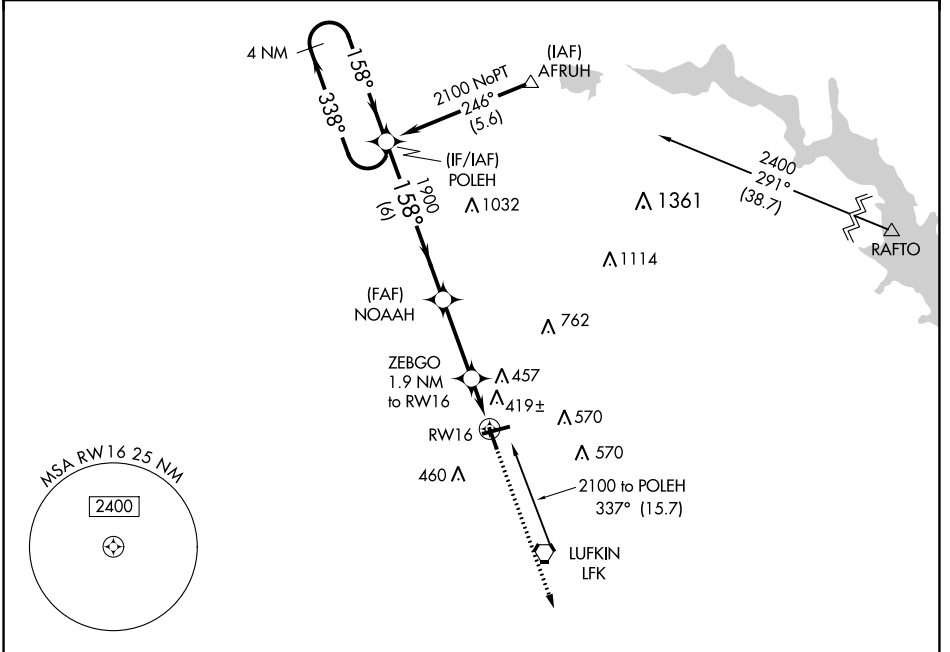 4 NM
158°
338°
(IAF)
AFRUH
2100 NoPT
246°
(5.6)
(IF/IAF)
POLEH
1900
158°
(6)
1032
1361
2400
291°
(38.7)
RAFTO
1114
(FAF)
NOAAH
762
ZEBGO
1.9 NM
to RW16
457
419±
570
RW16
570
460
2100 to POLEH
337° (15.7)
LUFKIN
LFK
MSA RW16 25 NM
2400